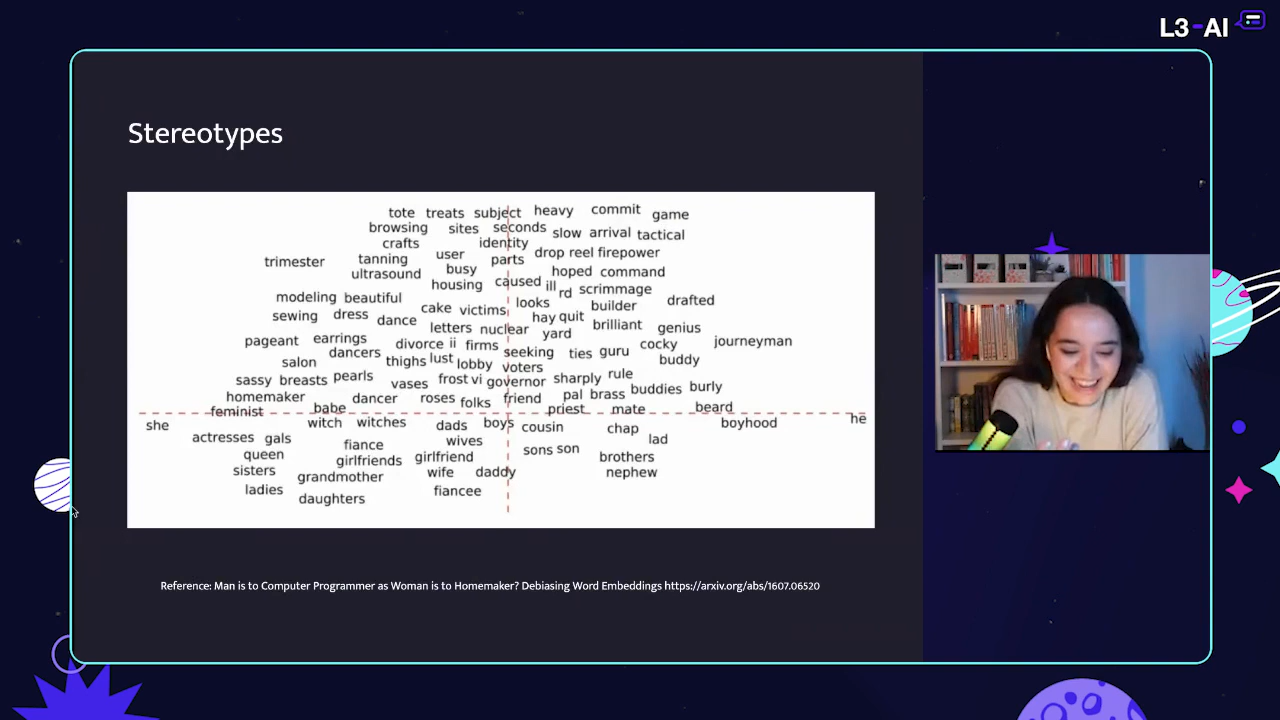 L3-AI
Stereotypes
tote treats subject heavy commit game
browsing sites seconds slow arrival tactical
crafts identity
trimester tanning user parts drop reel firepower
ultrasound busy hoped command
housing caused ill rd scrimmage
modeling beautiful looks builder drafted
sewing dress dance cake victims hay quit
letters nuclear yard brilliant genius
pageant earrings divorce ii firms cocky journeyman
salon dancers thighs lust lobby seeking ties guru buddy
voters
sassy breasts pearls vases frost vi governor sharply rule
homemaker dancer roses folks friend pal brass buddies burly
feminist babe priest mate beard
she witch witches dads boys cousin chap boyhood he
actresses gals wives lad
queen fiance girlfriend sons son
sisters girlfriends brothers
grandmother wife daddy nephew
ladies daughters fiancee
Reference: Man is to Computer Programmer as Woman is to Homemaker? Debiasing Word Embeddings https://arxiv.org/abs/1607.06520